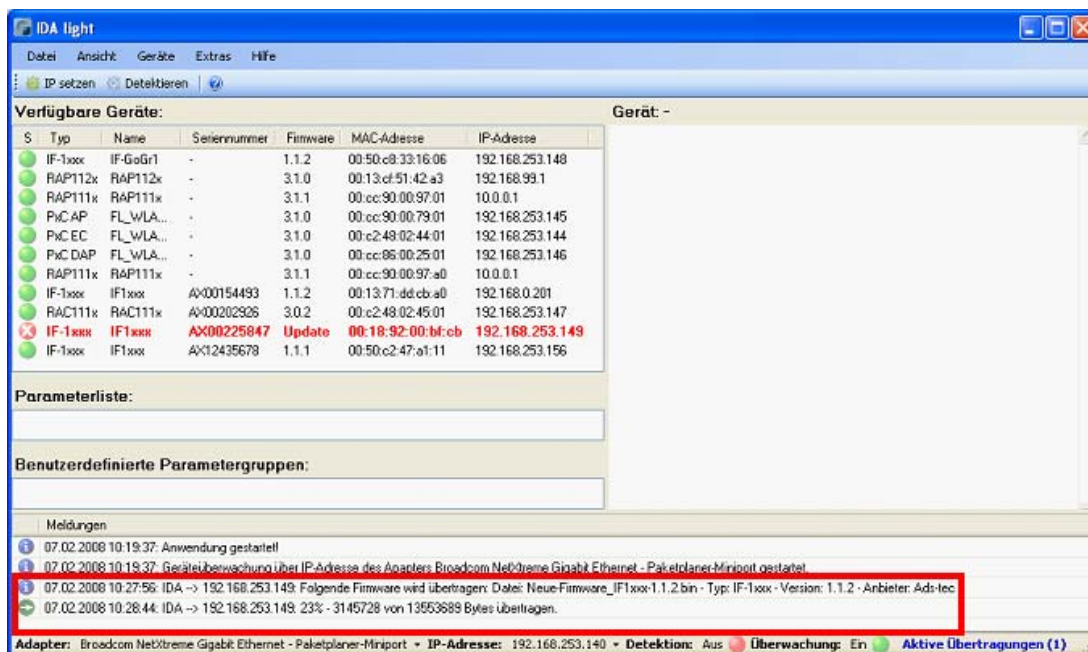 IDA light
Datei Ansicht Geräte Extras Hilfe
IP setzen Detektieren
Verfügbare Geräte:
Gerät: -
S Typ Name Seriennummer Firmware MAC-Adresse IP-Adresse
IF-1xxx IF-GoGr1 - 1.1.2 00:50:c8:33:16:06 192.168.253.148
RAP112x RAP112x - 3.1.0 00:13:cf:51:42:a3 192.168.99.1
RAP111x RAP111x - 3.1.1 00:cc:90:00:97:01 10.0.0.1
PxC AP FL_WLA... - 3.1.0 00:cc:90:00:79:01 192.168.253.145
PxC EC FL_WLA... - 3.1.0 00:c2:48:02:44:01 192.168.253.144
PxC DAP FL_WLA... - 3.1.0 00:cc:86:00:25:01 192.168.253.146
RAP111x RAP111x - 3.1.1 00:cc:90:00:97:a0 10.0.0.1
IF-1xxx IF1xxx AX00154493 1.1.2 00:13:71:dd:cb:a0 192.168.0.201
RAC111x RAC111x AX00202926 3.0.2 00:c2:48:02:45:01 192.168.253.147
IF-1xxx IF1xxx AX00225847 Update 00:18:92:00:bf:cb 192.168.253.149
IF-1xxx IF1xxx AX12435678 1.1.1 00:50:c2:47:a1:11 192.168.253.156
Parameterliste:
Benutzerdefinierte Parametergruppen:
Meldungen
07.02.2008 10:19:37: Anwendung gestartet!
07.02.2008 10:19:37: Geräteüberwachung über IP-Adresse des Apapters Broadcom NetXtreme Gigabit Ethernet - Paketplaner-Miniport gestartet.
07.02.2008 10:27:56: IDA --> 192.168.253.149: Folgende Firmware wird übertragen: Datei: Neue-Firmware_IF1xxx-1.1.2.bin - Typ: IF-1xxx - Version: 1.1.2 - Anbieter: Ads-tec
07.02.2008 10:28:44: IDA --> 192.168.253.149: 23% - 3145728 von 13553689 Bytes übertragen.
Adapter: Broadcom NetXtreme Gigabit Ethernet - Paketplaner-Miniport • IP-Adresse: 192.168.253.140 • Detektion: Aus Überwachung: Ein Aktive Übertragungen (1)